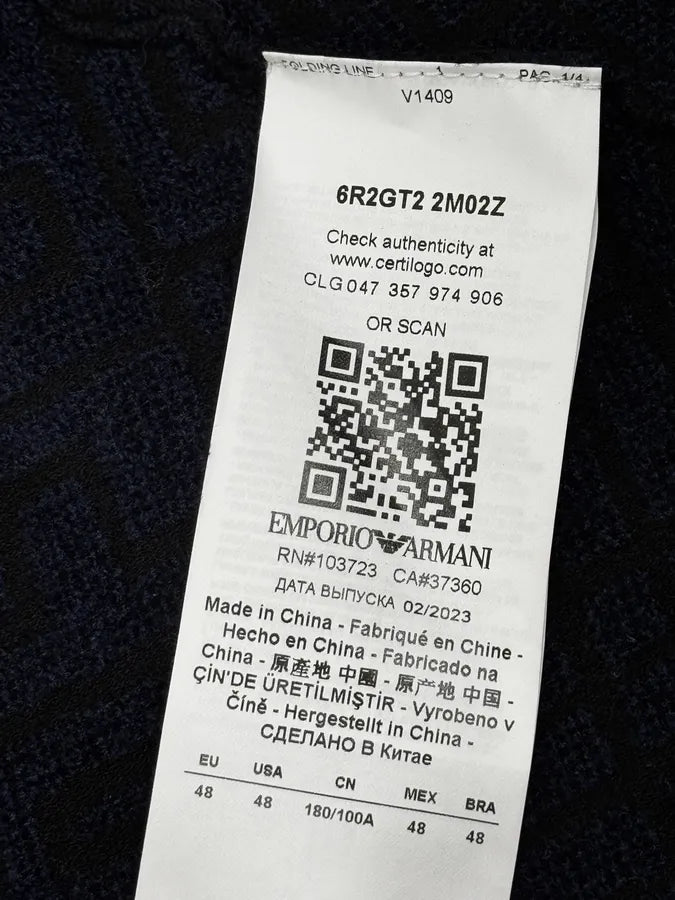 FOLDING LINE . . . 1 . . . . PAG. 1/4
V1409
6R2GT2 2M02Z
Check authenticity at
www.certilogo.com
CLG 047 357 974 906
OR SCAN
EMPORIO ARMANI
RN#103723 CA#37360
ДАТА ВЫПУСКА 02/2023
Made in China - Fabriqué en Chine -
Hecho en China - Fabricado na
China - 原產地 中國 - 原产地 中国 -
ÇİN'DE ÜRETİLMİŞTİR - Vyrobeno v
Číně - Hergestellt in China -
СДЕЛАНО В Китае
EU USA CN MEX BRA
48 48 180/100A 48 48